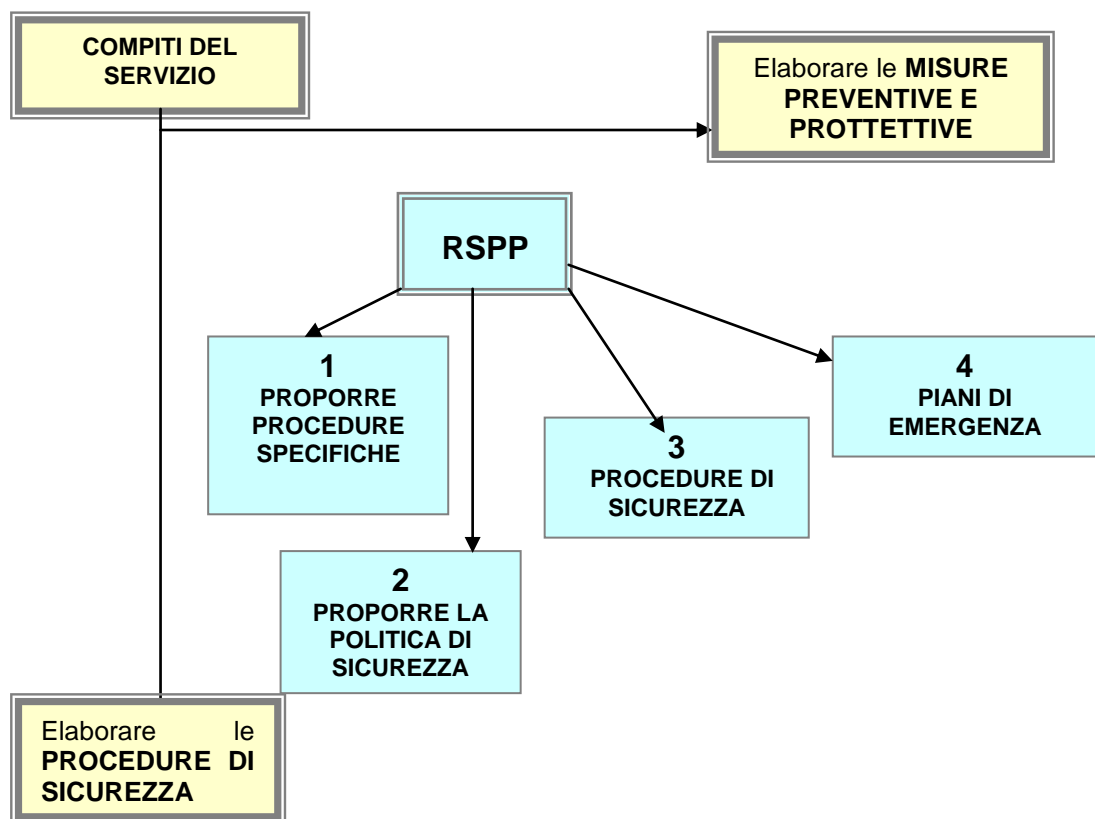 COMPITI DEL
SERVIZIO
Elaborare le MISURE
PREVENTIVE E
PROTTETTIVE
RSPP
1
PROPORRE
PROCEDURE
SPECIFICHE
4
PIANI DI
EMERGENZA
3
PROCEDURE DI
SICUREZZA
2
PROPORRE LA
POLITICA DI
SICUREZZA
Elaborare le
PROCEDURE DI
SICUREZZA